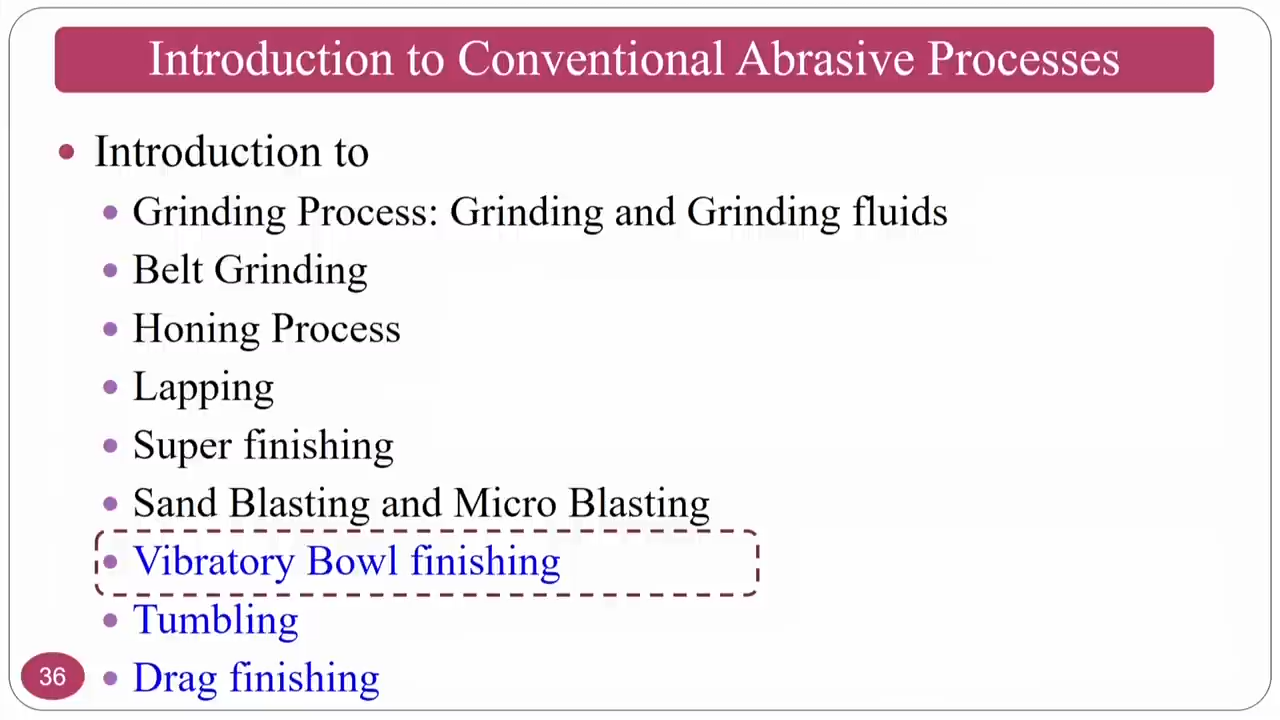 Introduction to Conventional Abrasive Processes
Introduction to
Grinding Process: Grinding and Grinding fluids
Belt Grinding
Honing Process
Lapping
Super finishing
Sand Blasting and Micro Blasting
Vibratory Bowl finishing
Tumbling
Drag finishing
36